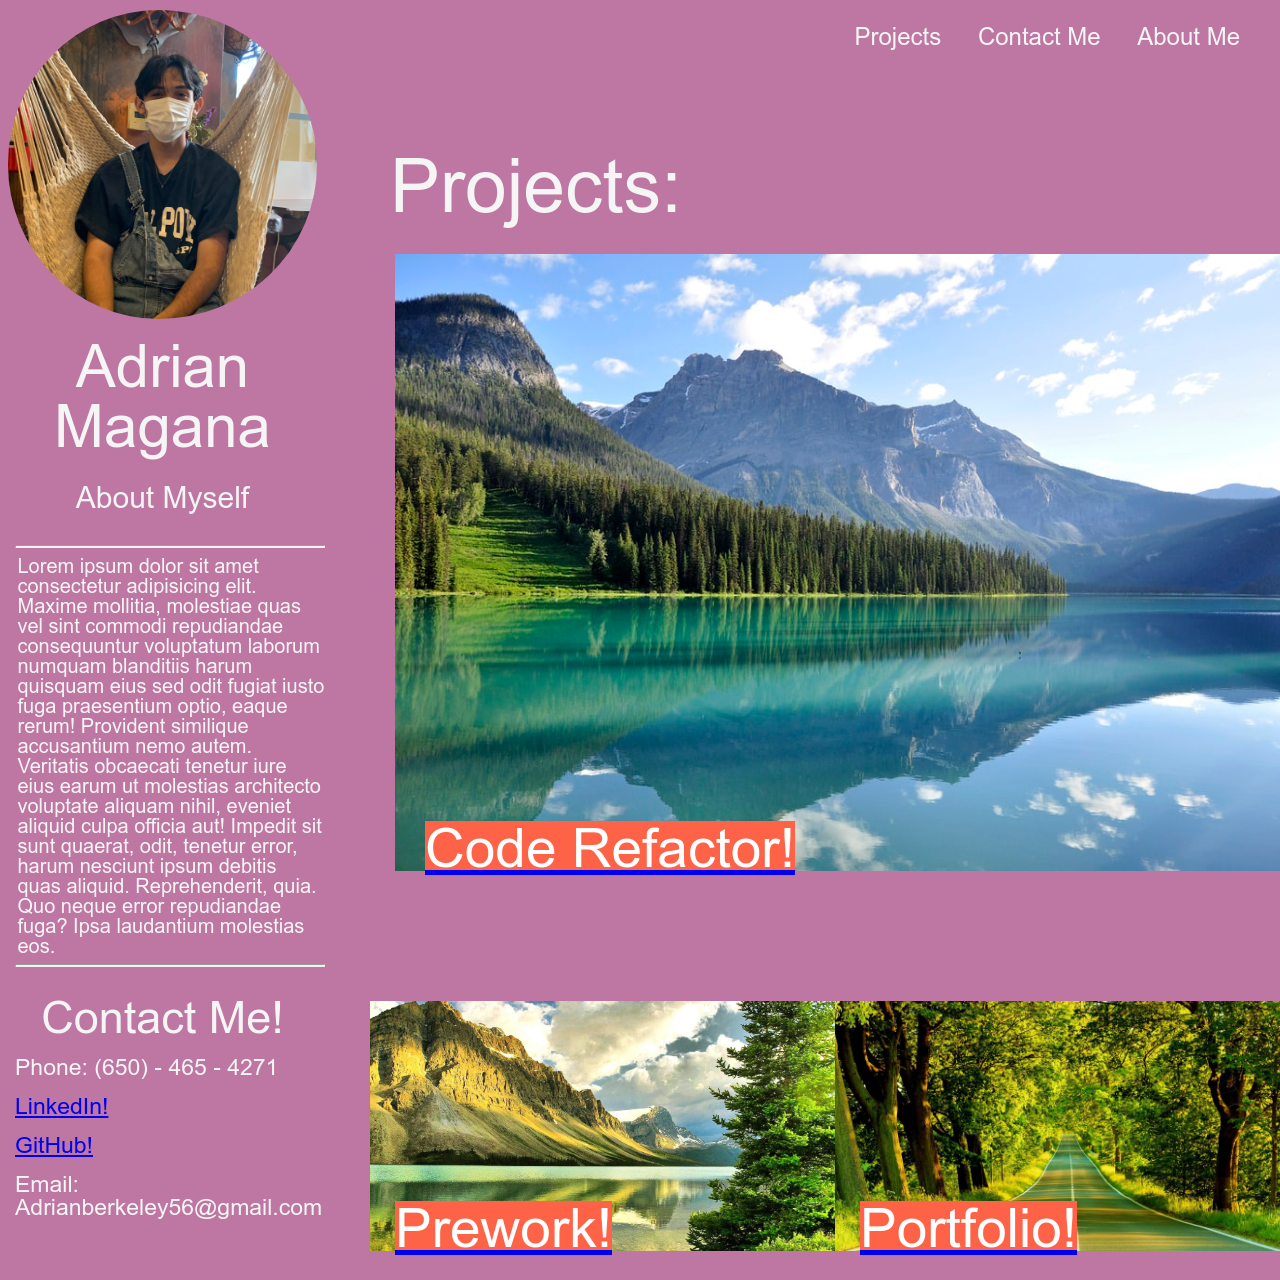 Projects
Contact Me
About Me
Projects:
POY
SP
Adrian
Magana
About Myself
Lorem ipsum dolor sit amet
consectetur adipisicing elit.
Maxime mollitia, molestiae quas
vel sint commodi repudiandae
consequuntur voluptatum laborum
numquam blanditiis harum
quisquam eius sed odit fugiat iusto
fuga praesentium optio, eaque
rerum! Provident similique
accusantium nemo autem.
Veritatis obcaecati tenetur iure
eius earum ut molestias architecto
voluptate aliquam nihil, eveniet
aliquid culpa officia aut! Impedit sit
sunt quaerat, odit, tenetur error,
harum nesciunt ipsum debitis
quas aliquid. Reprehenderit, quia.
Quo neque error repudiandae
fuga? Ipsa laudantium molestias
eos.
Contact Me!
Phone: (650) - 465 - 4271
LinkedIn!
GitHub!
Email:
Adrianberkeley56@gmail.com
Code Refactor!
Prework!
Portfolio!